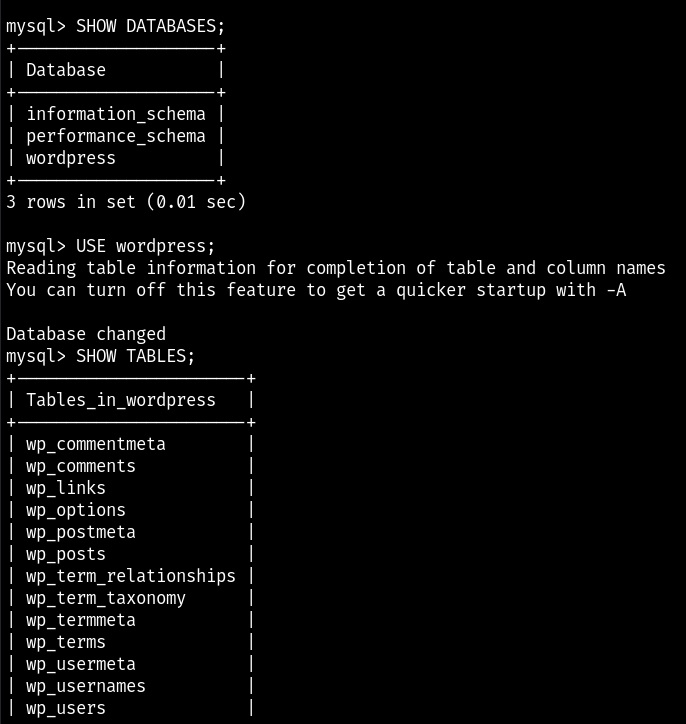 mysql> SHOW DATABASES;
+--------------------+
| Database           |
+--------------------+
| information_schema |
| performance_schema |
| wordpress          |
+--------------------+
3 rows in set (0.01 sec)

mysql> USE wordpress;
Reading table information for completion of table and column names
You can turn off this feature to get a quicker startup with -A

Database changed
mysql> SHOW TABLES;
+-----------------------+
| Tables_in_wordpress   |
+-----------------------+
| wp_commentmeta        |
| wp_comments           |
| wp_links              |
| wp_options            |
| wp_postmeta           |
| wp_posts              |
| wp_term_relationships |
| wp_term_taxonomy      |
| wp_termmeta           |
| wp_terms              |
| wp_usermeta           |
| wp_usernames          |
| wp_users              |